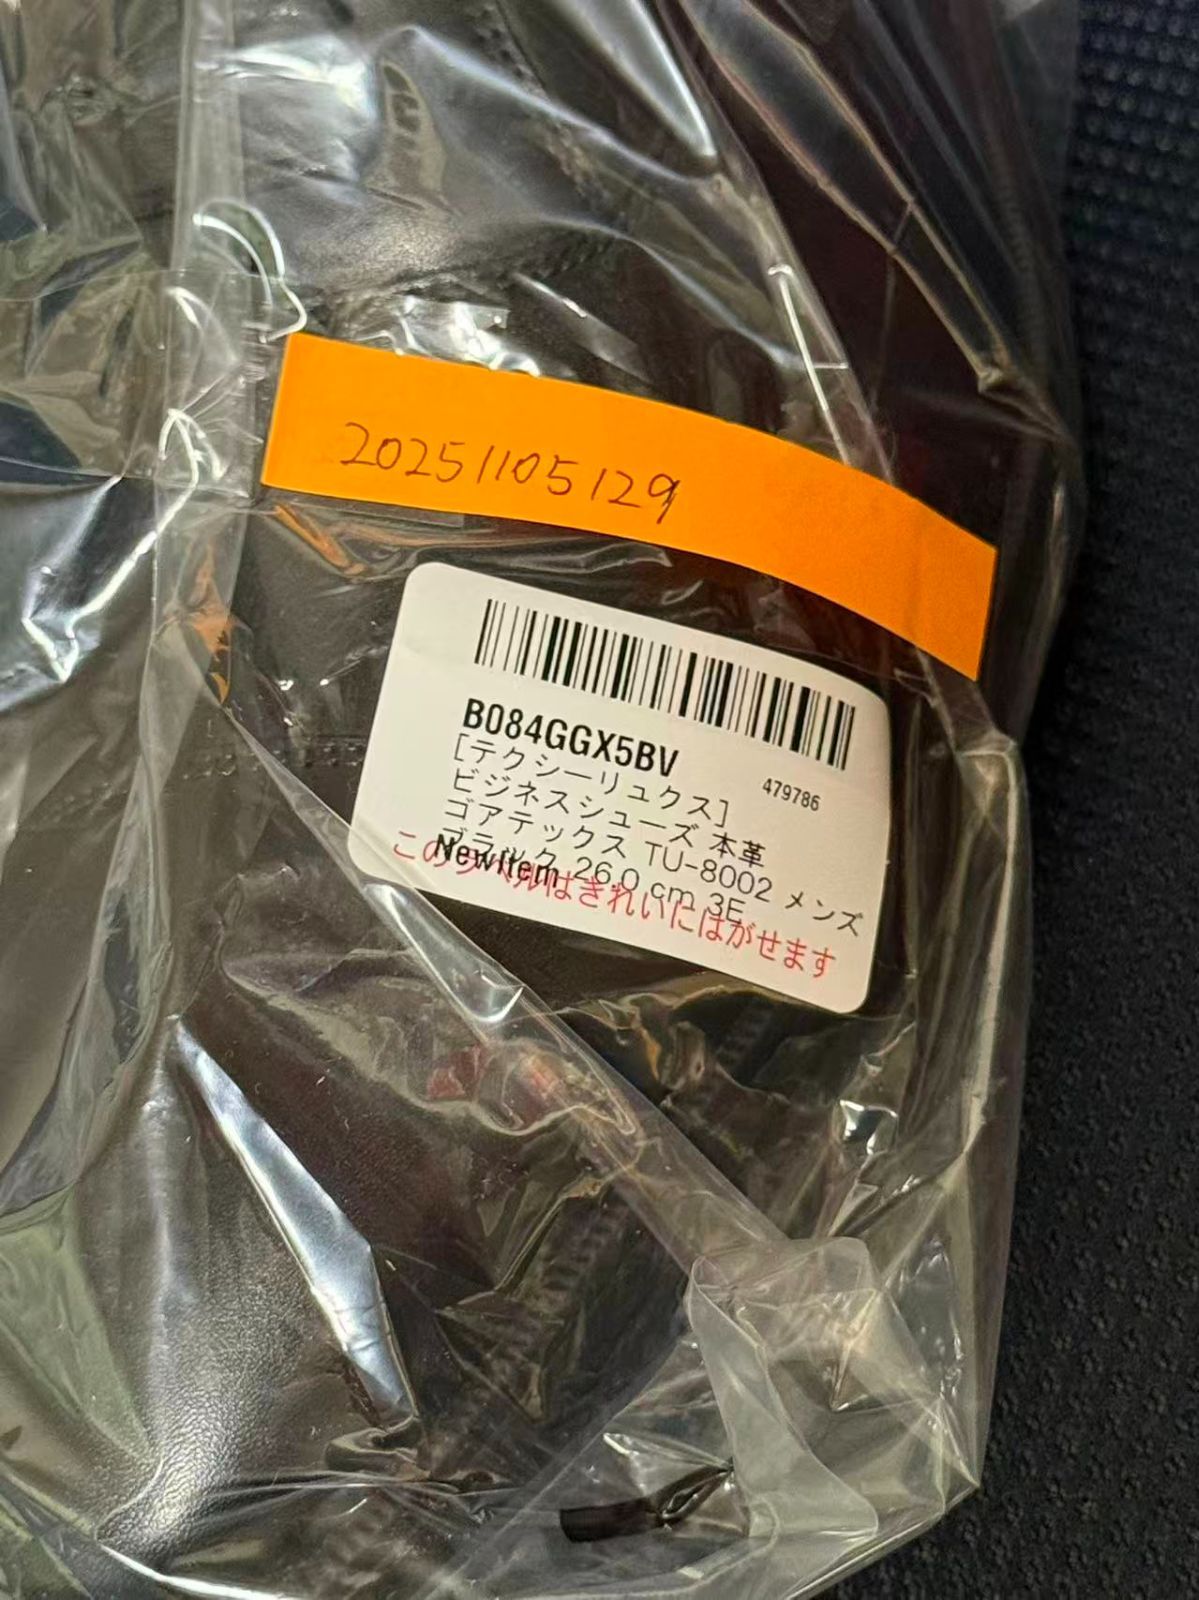 20251105129
B084GGX5BV
479786
[テクシーリュクス]
ビジネスシューズ 本革
ゴアテックス TU-8002 メンズ
ブラック 26.0 cm 3E
NewItem
このラベルはきれいにはがせます